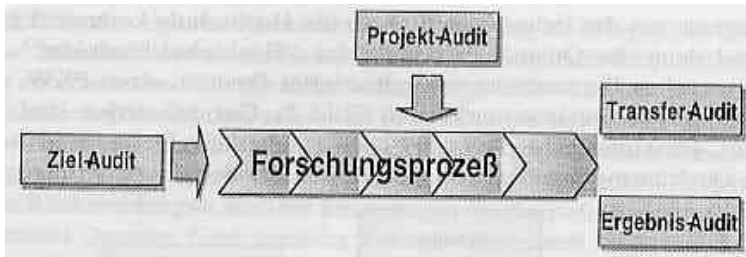 Projekt-Audit
Transfer-Audit
Ziel-Audit
Forschungsprozeß
Ergebnis-Audit